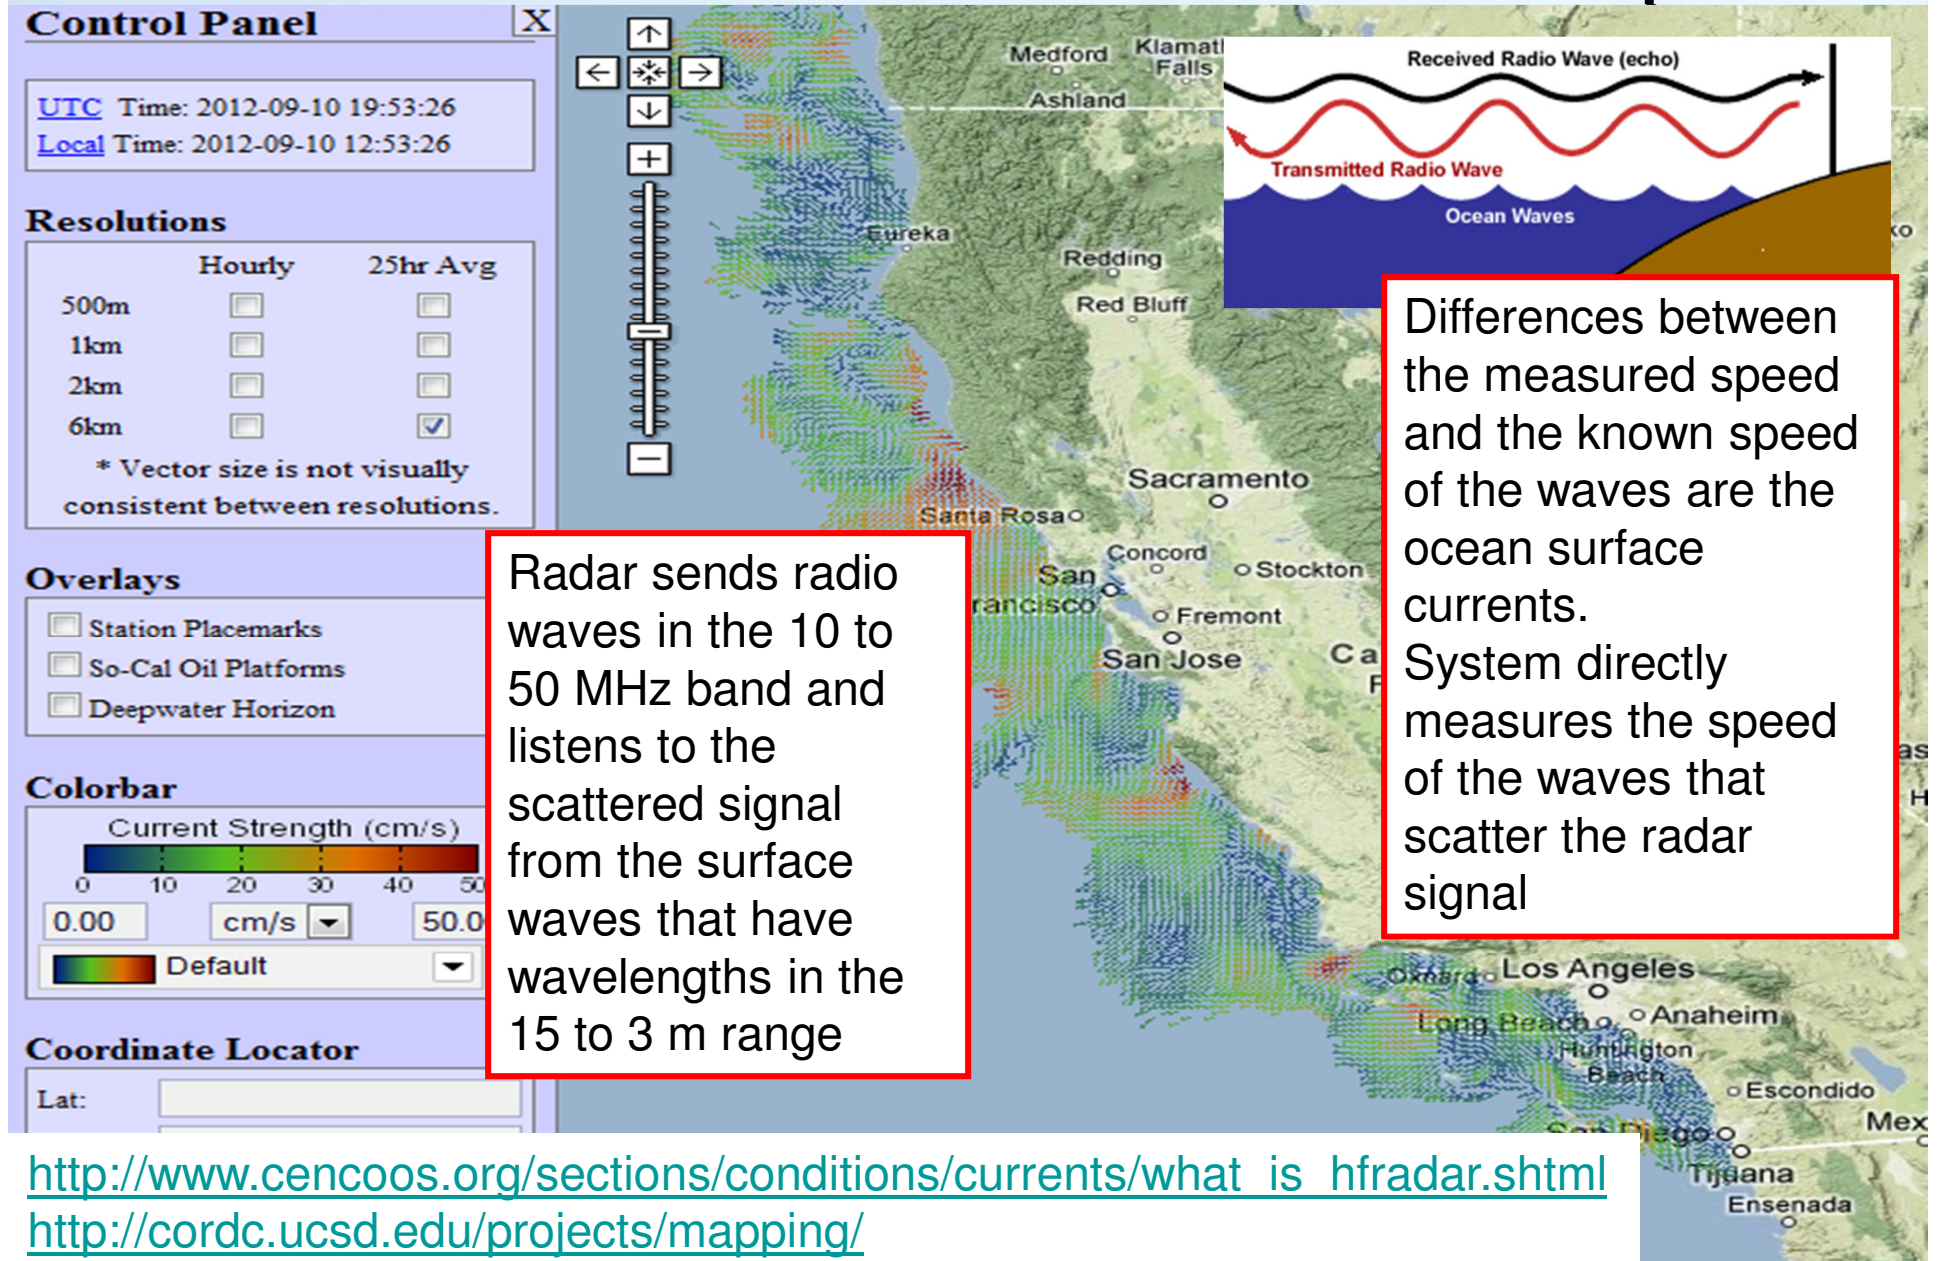 Control Panel
X
UTC Time: 2012-09-10 19:53:26
Local Time: 2012-09-10 12:53:26
Resolutions
Hourly 25hr Avg
500m
1km
2km
6km
* Vector size is not visually
consistent between resolutions.
Overlays
Station Placemarks
So-Cal Oil Platforms
Deepwater Horizon
Colorbar
Current Strength (cm/s)
0 10 20 30 40 50
0.00 cm/s 50.0
Default
Coordinate Locator
Lat:
Medford
Ashland
Eureka
Redding
Red Bluff
Sacramento
Santa Rosa
Concord
Stockton
San
Fremont
San Jose
Oxnard
Los Angeles
Long Beach
Anaheim
Huntington
Beach
Escondido
San Diego
Tijuana
Ensenada
Received Radio Wave (echo)
Transmitted Radio Wave
Ocean Waves
Radar sends radio
waves in the 10 to
50 MHz band and
listens to the
scattered signal
from the surface
waves that have
wavelengths in the
15 to 3 m range
Differences between
the measured speed
and the known speed
of the waves are the
ocean surface
currents.
System directly
measures the speed
of the waves that
scatter the radar
signal
http://www.cencoos.org/sections/conditions/currents/what_is_hfradar.shtml
http://cordc.ucsd.edu/projects/mapping/